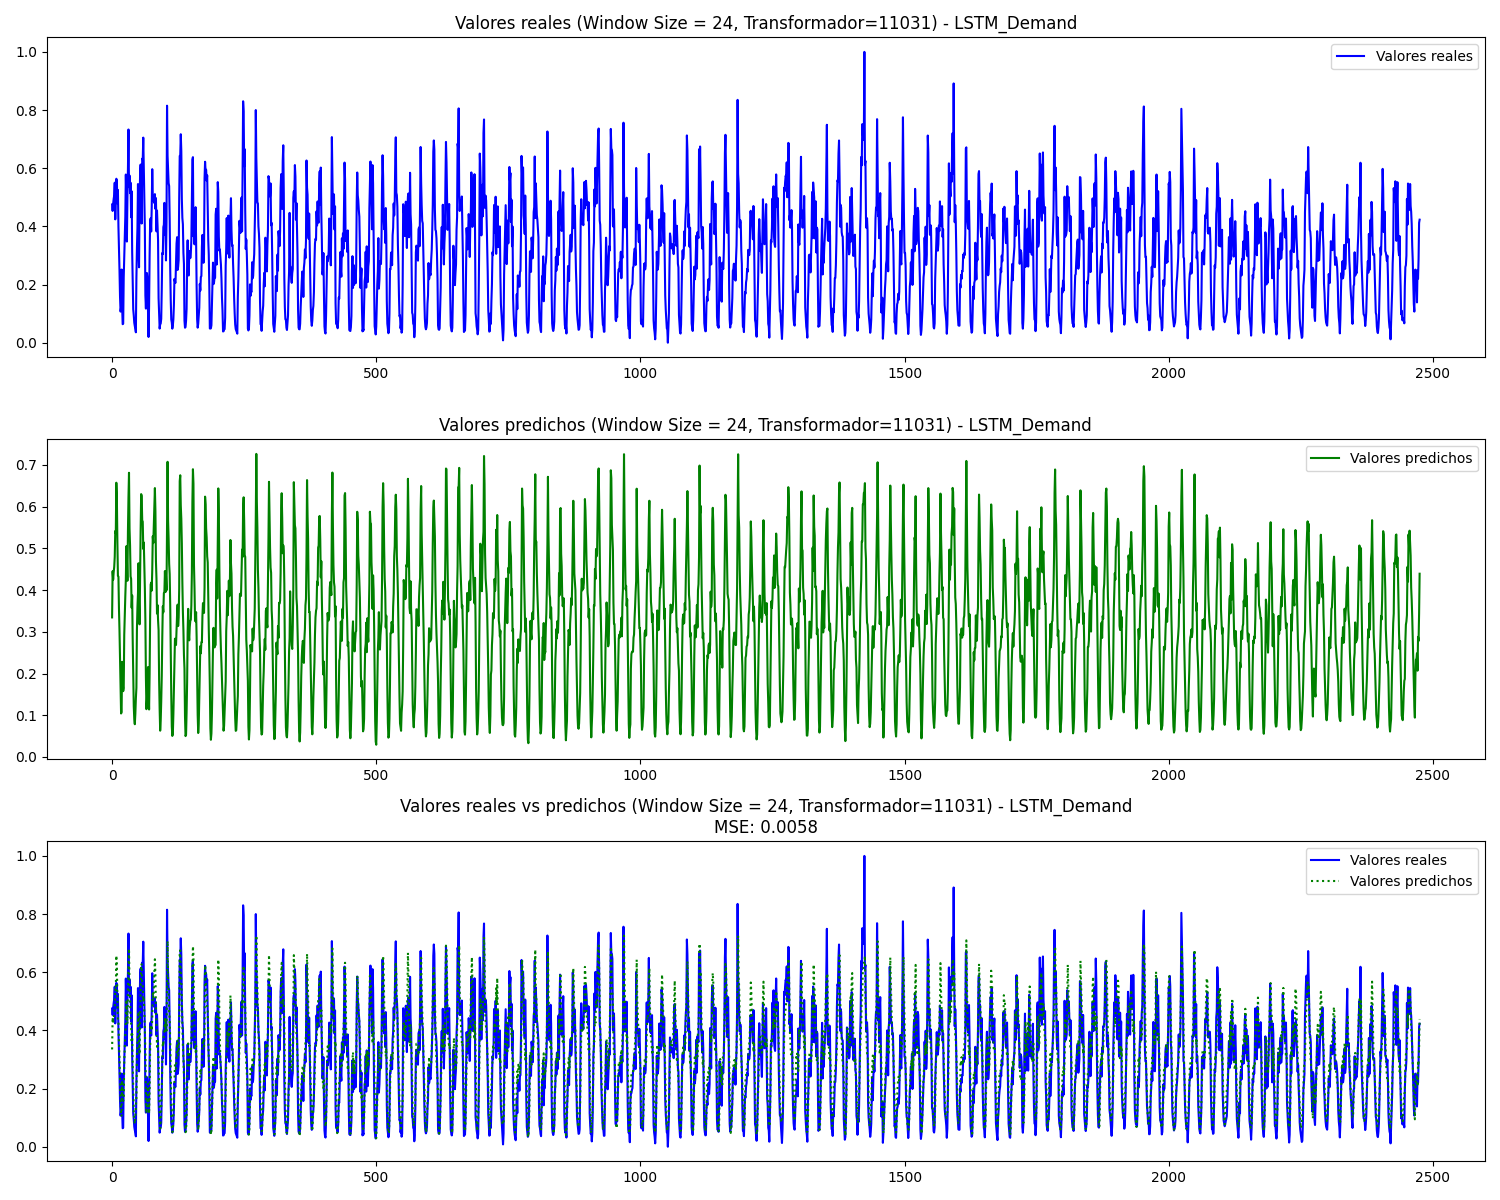 Valores reales (Window Size = 24, Transformador=11031) - LSTM_Demand
Valores reales
1.0
0.8
0.6
0.4
0.2
0.0
0 500 1000 1500 2000 2500
Valores predichos (Window Size = 24, Transformador=11031) - LSTM_Demand
Valores predichos
0.7
0.6
0.5
0.4
0.3
0.2
0.1
0.0
0 500 1000 1500 2000 2500
Valores reales vs predichos (Window Size = 24, Transformador=11031) - LSTM_Demand
MSE: 0.0058
Valores reales
Valores predichos
1.0
0.8
0.6
0.4
0.2
0.0
0 500 1000 1500 2000 2500